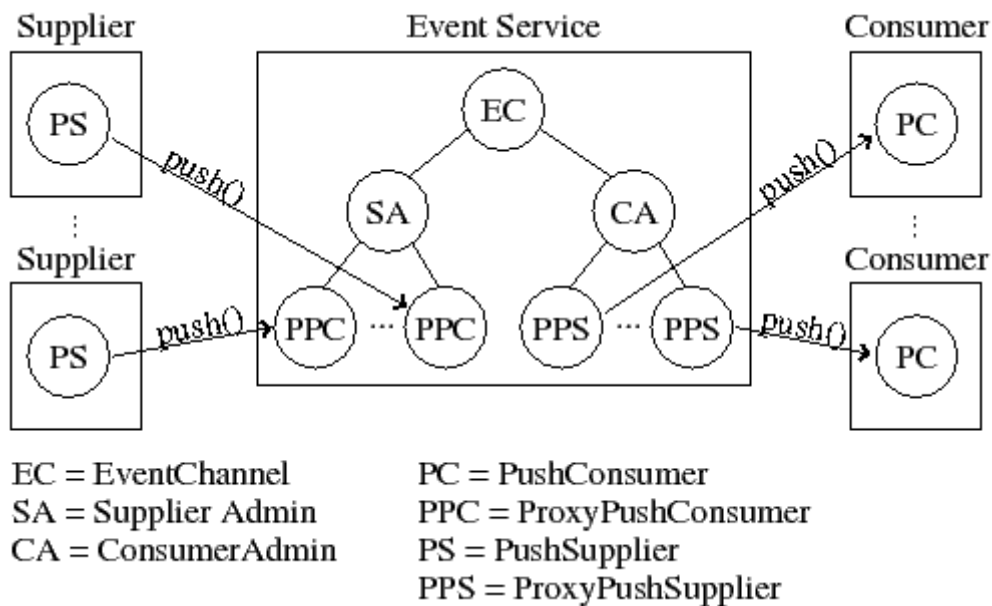 Supplier Event Service Consumer
PS EC PC
push() push()
SA CA
⋮ ⋮
Supplier Consumer
PS push() PPC ... PPC PPS ... PPS push() PC
EC = EventChannel
SA = Supplier Admin
CA = ConsumerAdmin
PC = PushConsumer
PPC = ProxyPushConsumer
PS = PushSupplier
PPS = ProxyPushSupplier